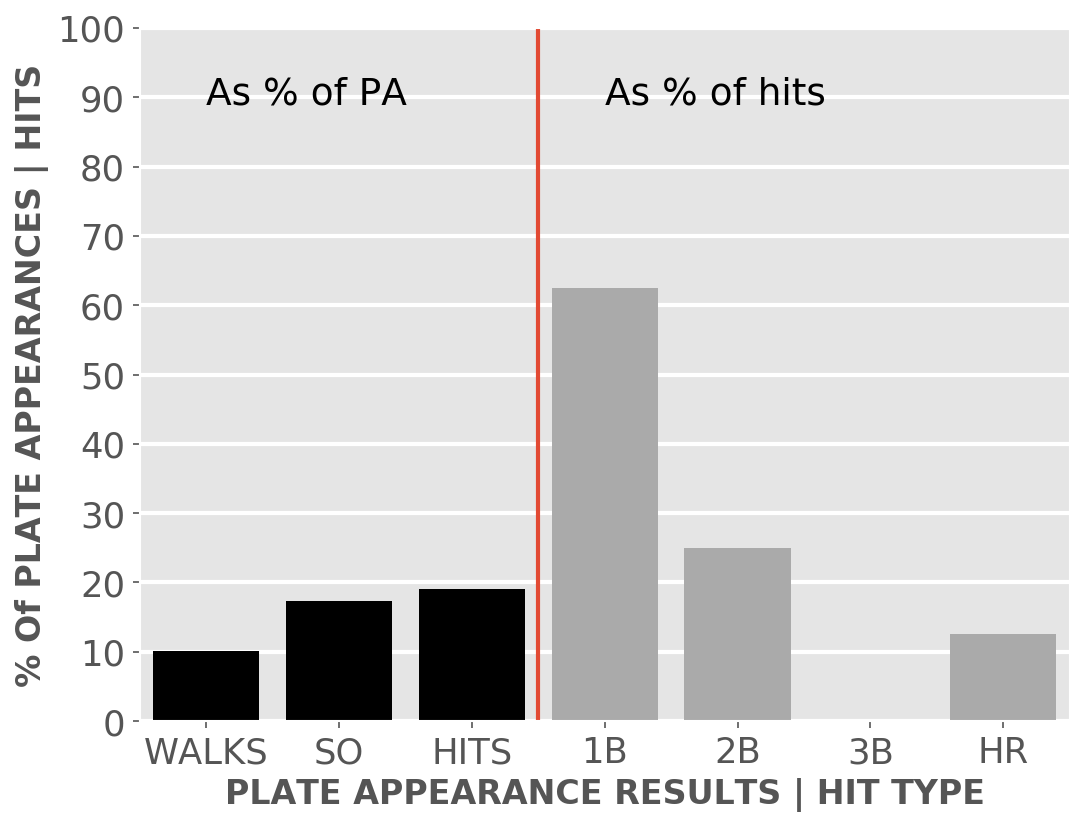 % Of PLATE APPEARANCES | HITS
100
90
80
70
60
50
40
30
20
10
0
As % of PA
As % of hits
WALKS SO HITS 1B 2B 3B HR
PLATE APPEARANCE RESULTS | HIT TYPE